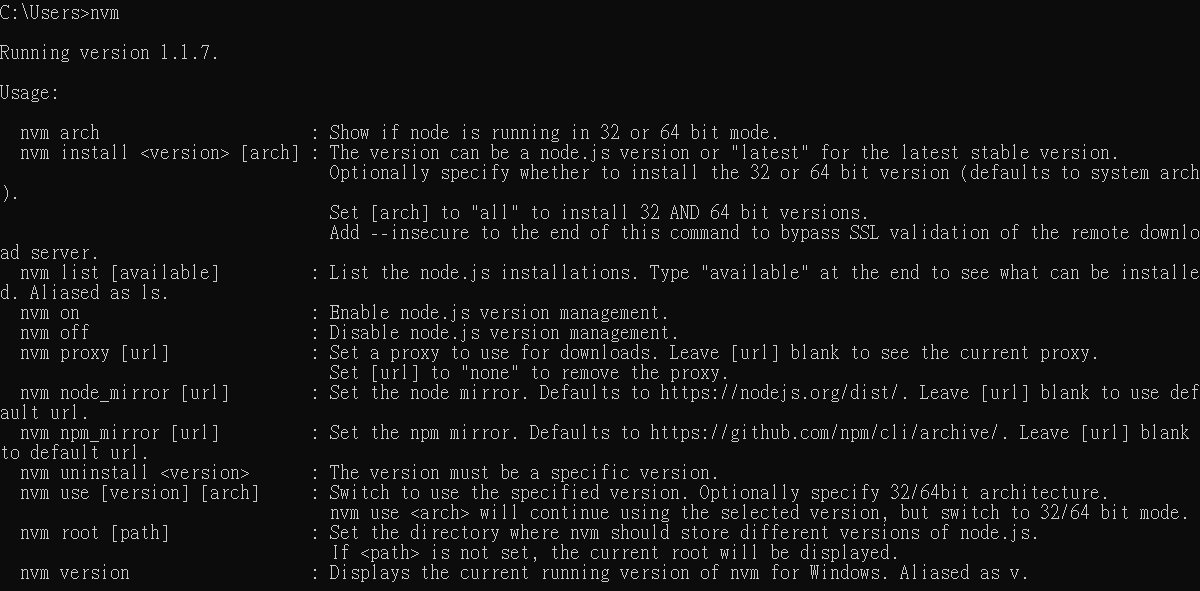 C:\Users>nvm
Running version 1.1.7.
Usage:
nvm arch : Show if node is running in 32 or 64 bit mode.
nvm install <version> [arch] : The version can be a node.js version or "latest" for the latest stable version.
Optionally specify whether to install the 32 or 64 bit version (defaults to system arch
).
Set [arch] to "all" to install 32 AND 64 bit versions.
Add --insecure to the end of this command to bypass SSL validation of the remote downlo
ad server.
nvm list [available] : List the node.js installations. Type "available" at the end to see what can be installe
d. Aliased as ls.
nvm on : Enable node.js version management.
nvm off : Disable node.js version management.
nvm proxy [url] : Set a proxy to use for downloads. Leave [url] blank to see the current proxy.
Set [url] to "none" to remove the proxy.
nvm node_mirror [url] : Set the node mirror. Defaults to https://nodejs.org/dist/. Leave [url] blank to use def
ault url.
nvm npm_mirror [url] : Set the npm mirror. Defaults to https://github.com/npm/cli/archive/. Leave [url] blank
to default url.
nvm uninstall <version> : The version must be a specific version.
nvm use [version] [arch] : Switch to use the specified version. Optionally specify 32/64bit architecture.
nvm use <arch> will continue using the selected version, but switch to 32/64 bit mode.
nvm root [path] : Set the directory where nvm should store different versions of node.js.
If <path> is not set, the current root will be displayed.
nvm version : Displays the current running version of nvm for Windows. Aliased as v.